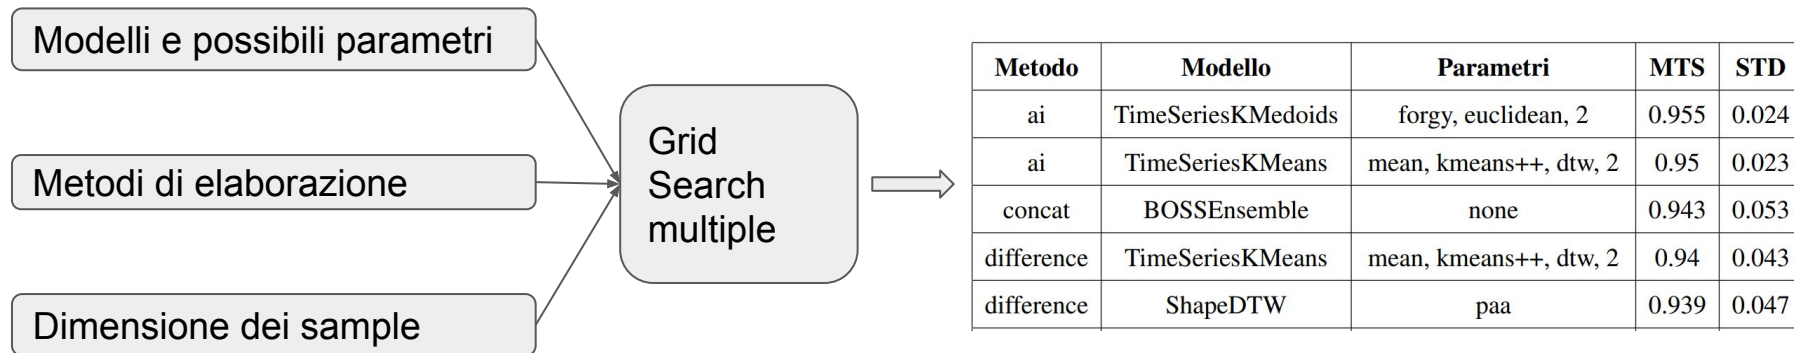 Modelli e possibili parametri
Metodi di elaborazione
Dimensione dei sample
Grid
Search
multiple
Metodo Modello Parametri MTS STD
ai TimeSeriesKMedoids forgy, euclidean, 2 0.955 0.024
ai TimeSeriesKMeans mean, kmeans++, dtw, 2 0.95 0.023
concat BOSSEnsemble none 0.943 0.053
difference TimeSeriesKMeans mean, kmeans++, dtw, 2 0.94 0.043
difference ShapeDTW paa 0.939 0.047